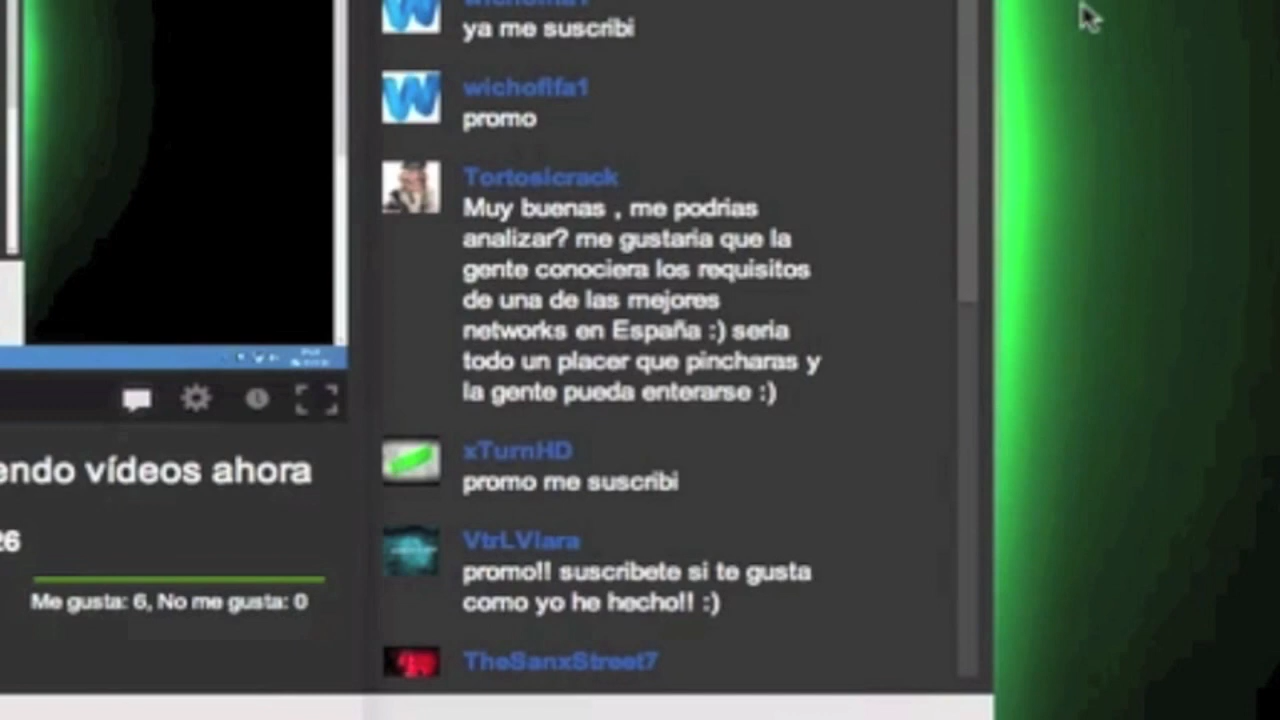 ya me suscribi
wichofifa1
promo
Tortosicrack
Muy buenas , me podrias
analizar? me gustaria que la
gente conociera los requisitos
de una de las mejores
networks en España :) seria
todo un placer que pincharas y
la gente pueda enterarse :)
xTurnHD
promo me suscribi
VtrLVlara
promo!! suscribete si te gusta
como yo he hecho!! :)
TheSanxStreet7
endo vídeos ahora
26
Me gusta: 6, No me gusta: 0